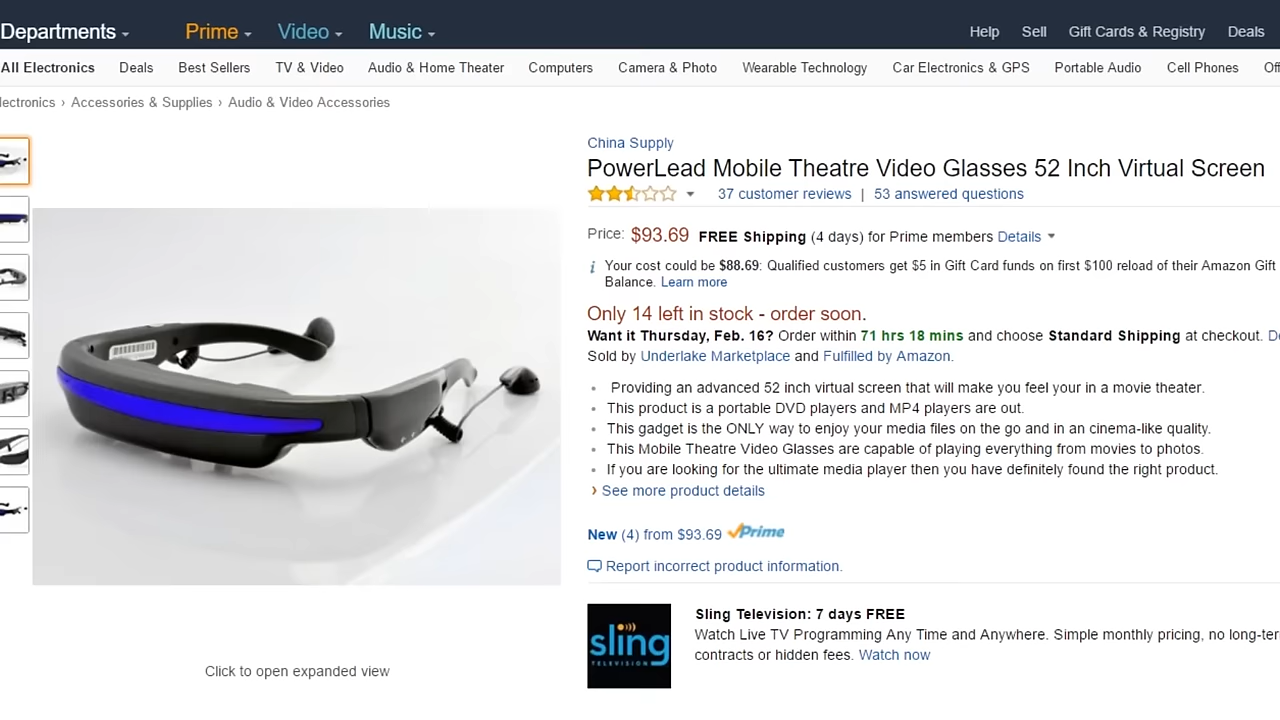 Departments Prime Video Music Help Sell Gift Cards & Registry Deals
All Electronics Deals Best Sellers TV & Video Audio & Home Theater Computers Camera & Photo Wearable Technology Car Electronics & GPS Portable Audio Cell Phones
lectronics › Accessories & Supplies › Audio & Video Accessories
China Supply
PowerLead Mobile Theatre Video Glasses 52 Inch Virtual Screen
37 customer reviews | 53 answered questions
Price: $93.69 FREE Shipping (4 days) for Prime members Details
Your cost could be $88.69: Qualified customers get $5 in Gift Card funds on first $100 reload of their Amazon Gift
Balance. Learn more
Only 14 left in stock - order soon.
Want it Thursday, Feb. 16? Order within 71 hrs 18 mins and choose Standard Shipping at checkout.
Sold by Underlake Marketplace and Fulfilled by Amazon.
Providing an advanced 52 inch virtual screen that will make you feel your in a movie theater.
This product is a portable DVD players and MP4 players are out.
This gadget is the ONLY way to enjoy your media files on the go and in an cinema-like quality.
This Mobile Theatre Video Glasses are capable of playing everything from movies to photos.
If you are looking for the ultimate media player then you have definitely found the right product.
› See more product details
New (4) from $93.69 Prime
Report incorrect product information.
sling
TELEVISION
Sling Television: 7 days FREE
Watch Live TV Programming Any Time and Anywhere. Simple monthly pricing, no long-ter
contracts or hidden fees. Watch now
Click to open expanded view